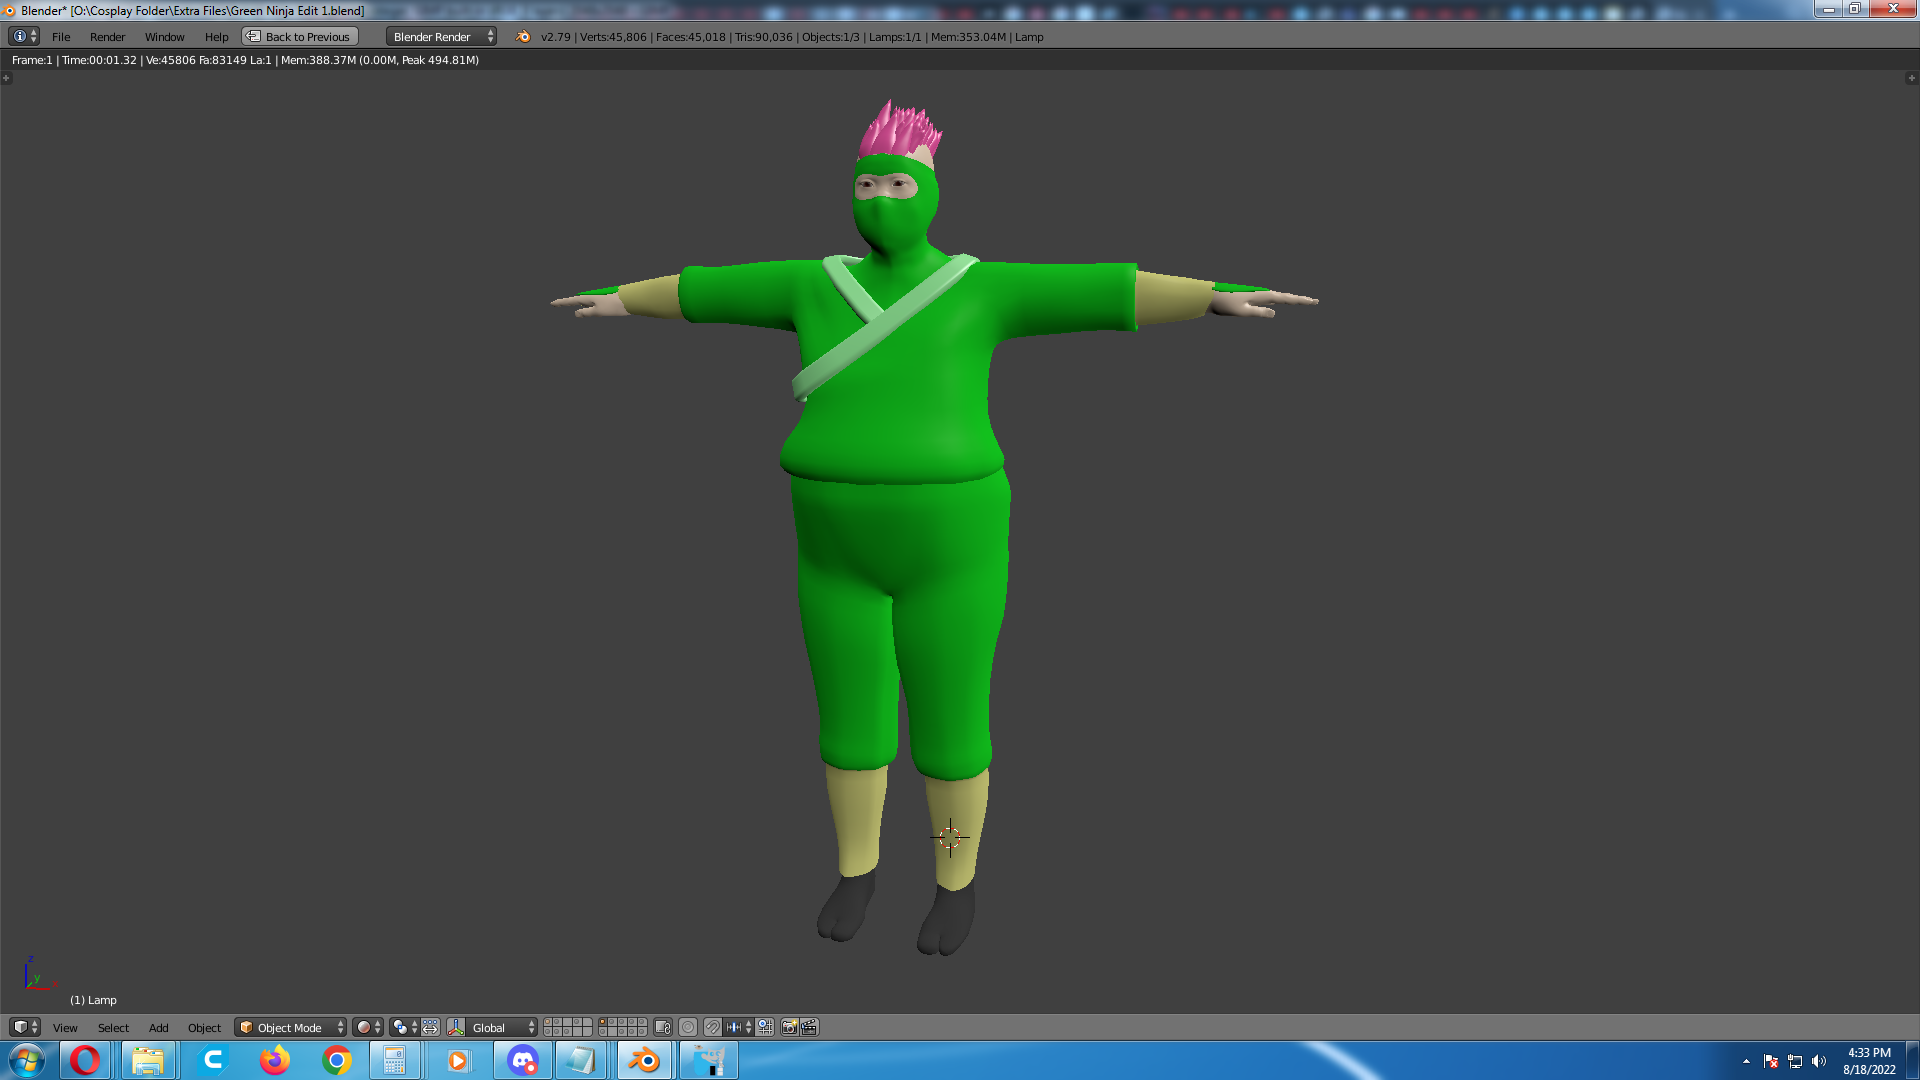 Blender* [O:\Cosplay Folder\Extra Files\Green Ninja Edit 1.blend]
File Render Window Help Back to Previous Blender Render v2.79 | Verts:45,806 | Faces:45,018 | Tris:90,036 | Objects:1/3 | Lamps:1/1 | Mem:353.04M | Lamp
Frame:1 | Time:00:01.32 | Ve:45806 Fa:83149 La:1 | Mem:388.37M (0.00M, Peak 494.81M)
z
y
x
(1) Lamp
View Select Add Object Object Mode Global
4:33 PM
8/18/2022